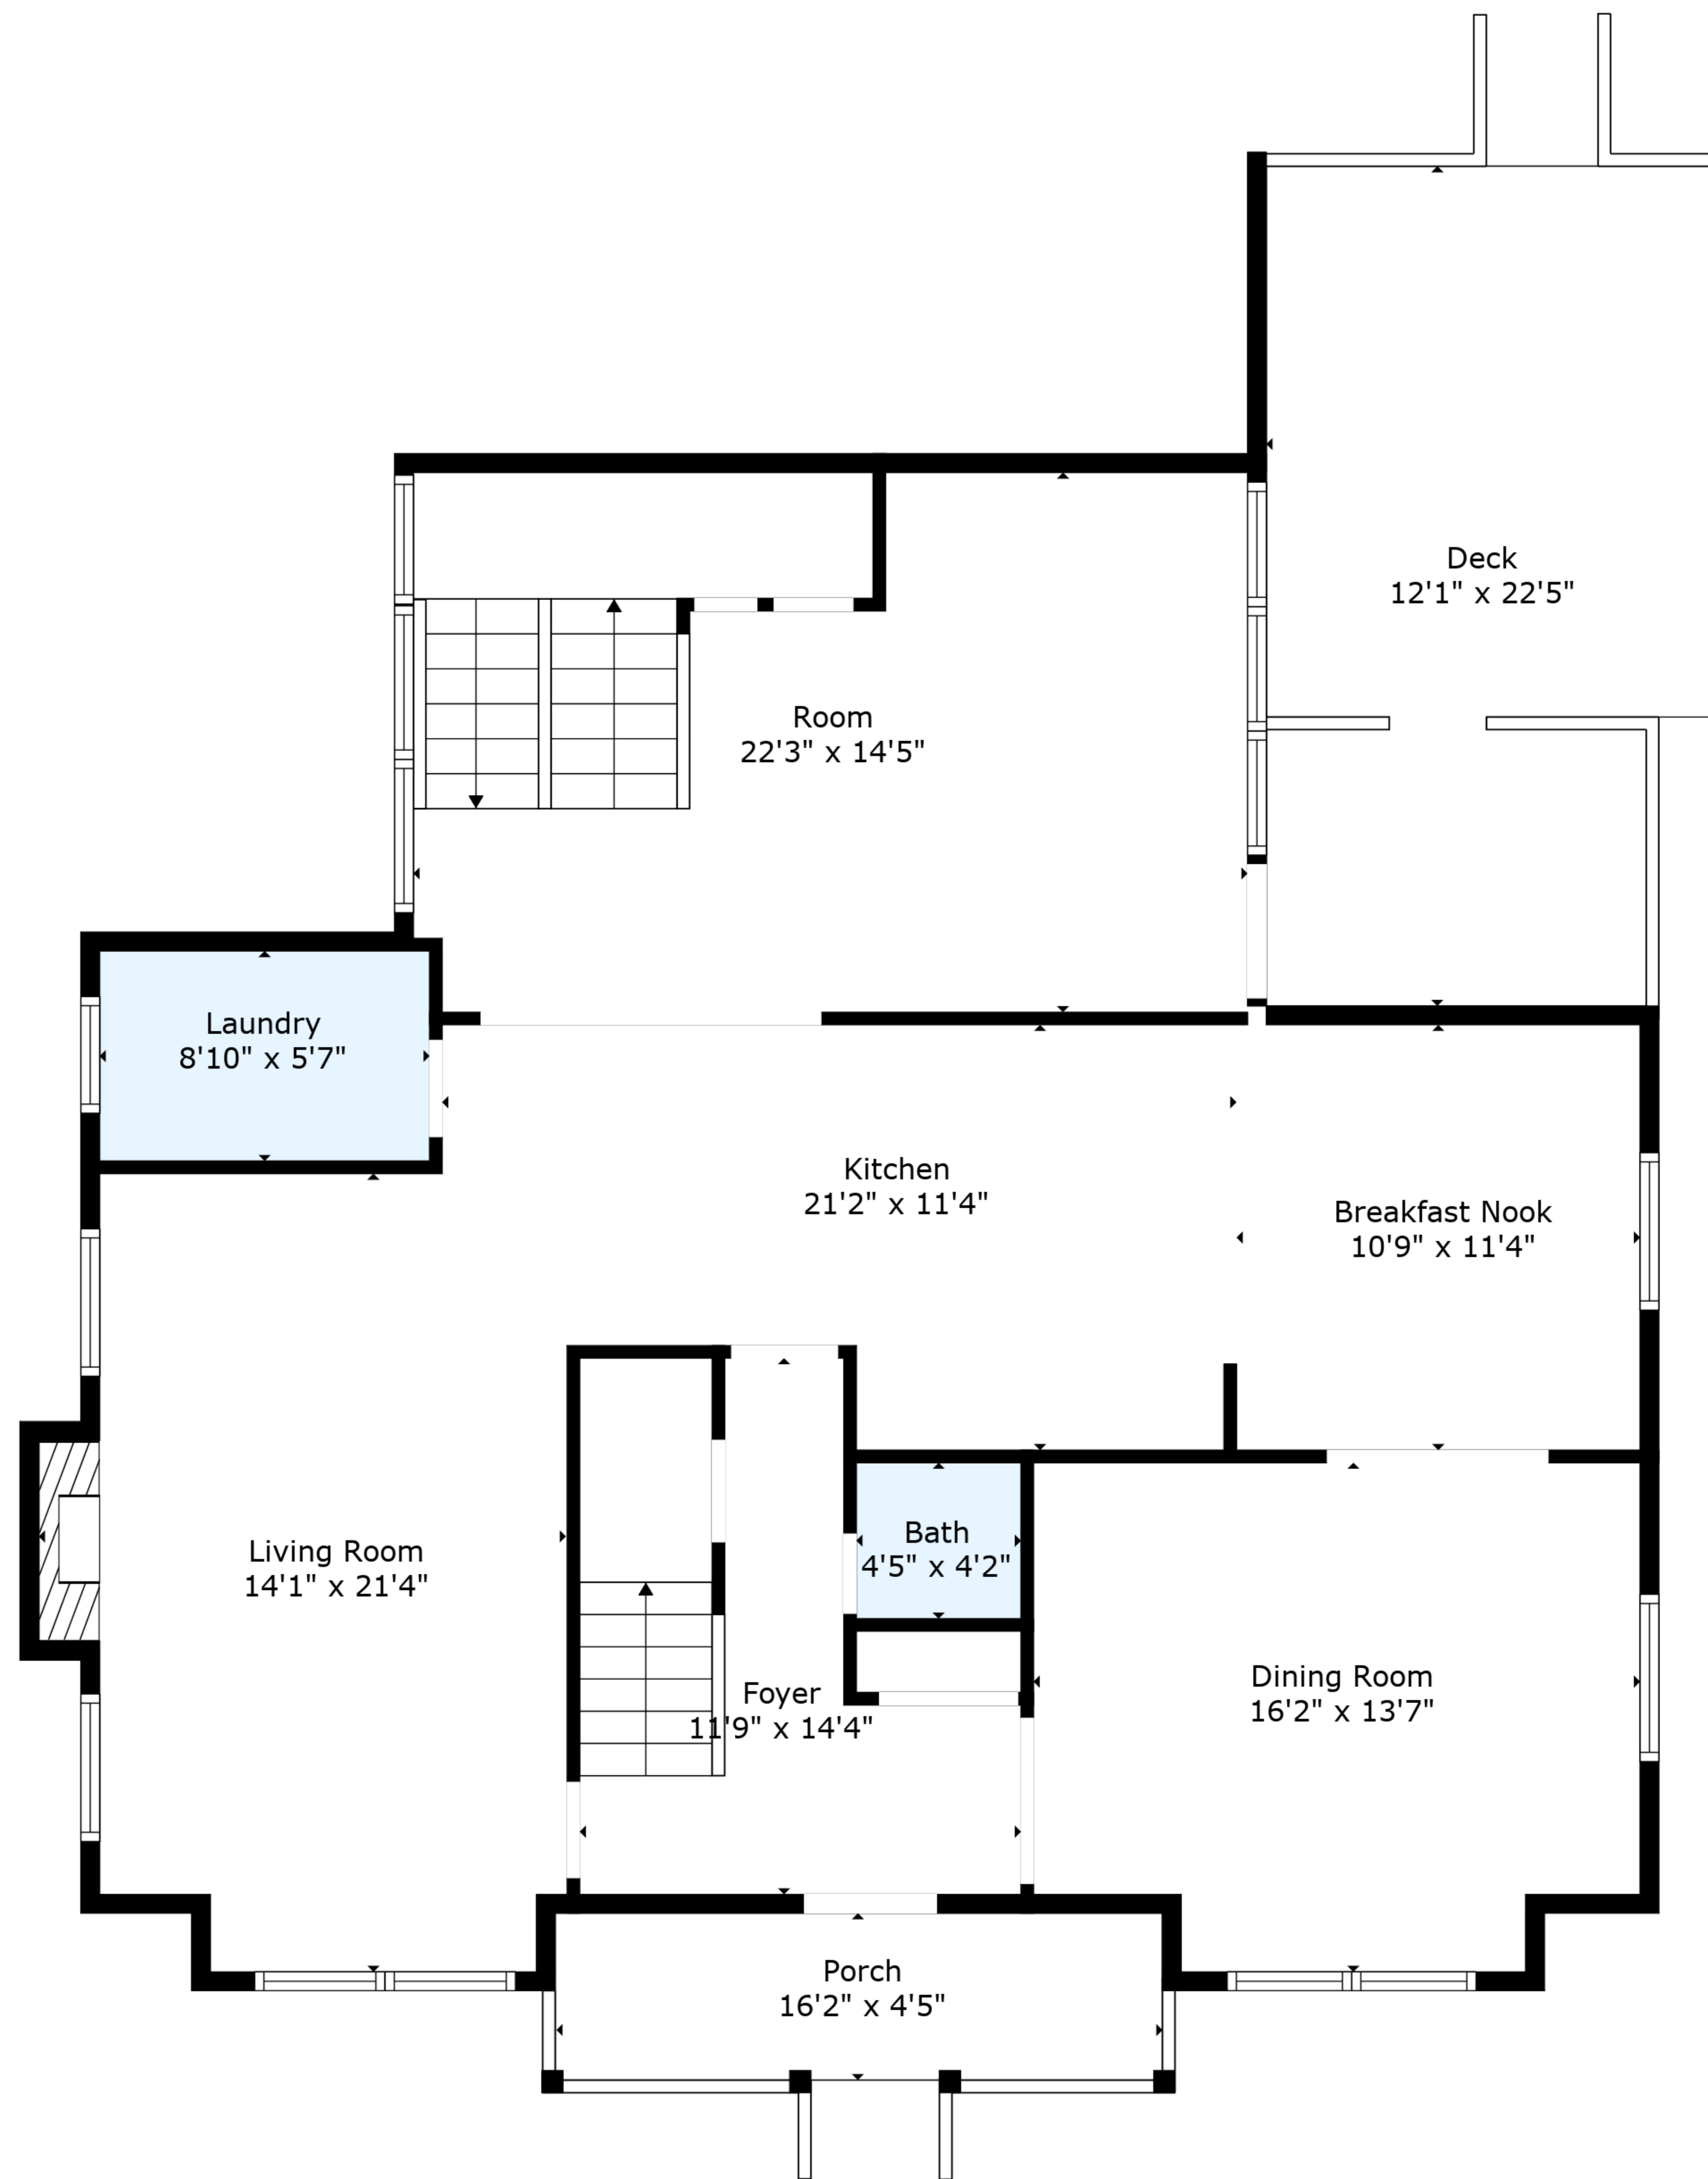 Deck
12'1" x 22'5"
Room
22'3" x 14'5"
Laundry
8'10" x 5'7"
Kitchen
21'2" x 11'4"
Breakfast Nook
10'9" x 11'4"
Living Room
14'1" x 21'4"
Bath
4'5" x 4'2"
Foyer
11'9" x 14'4"
Dining Room
16'2" x 13'7"
Porch
16'2" x 4'5"